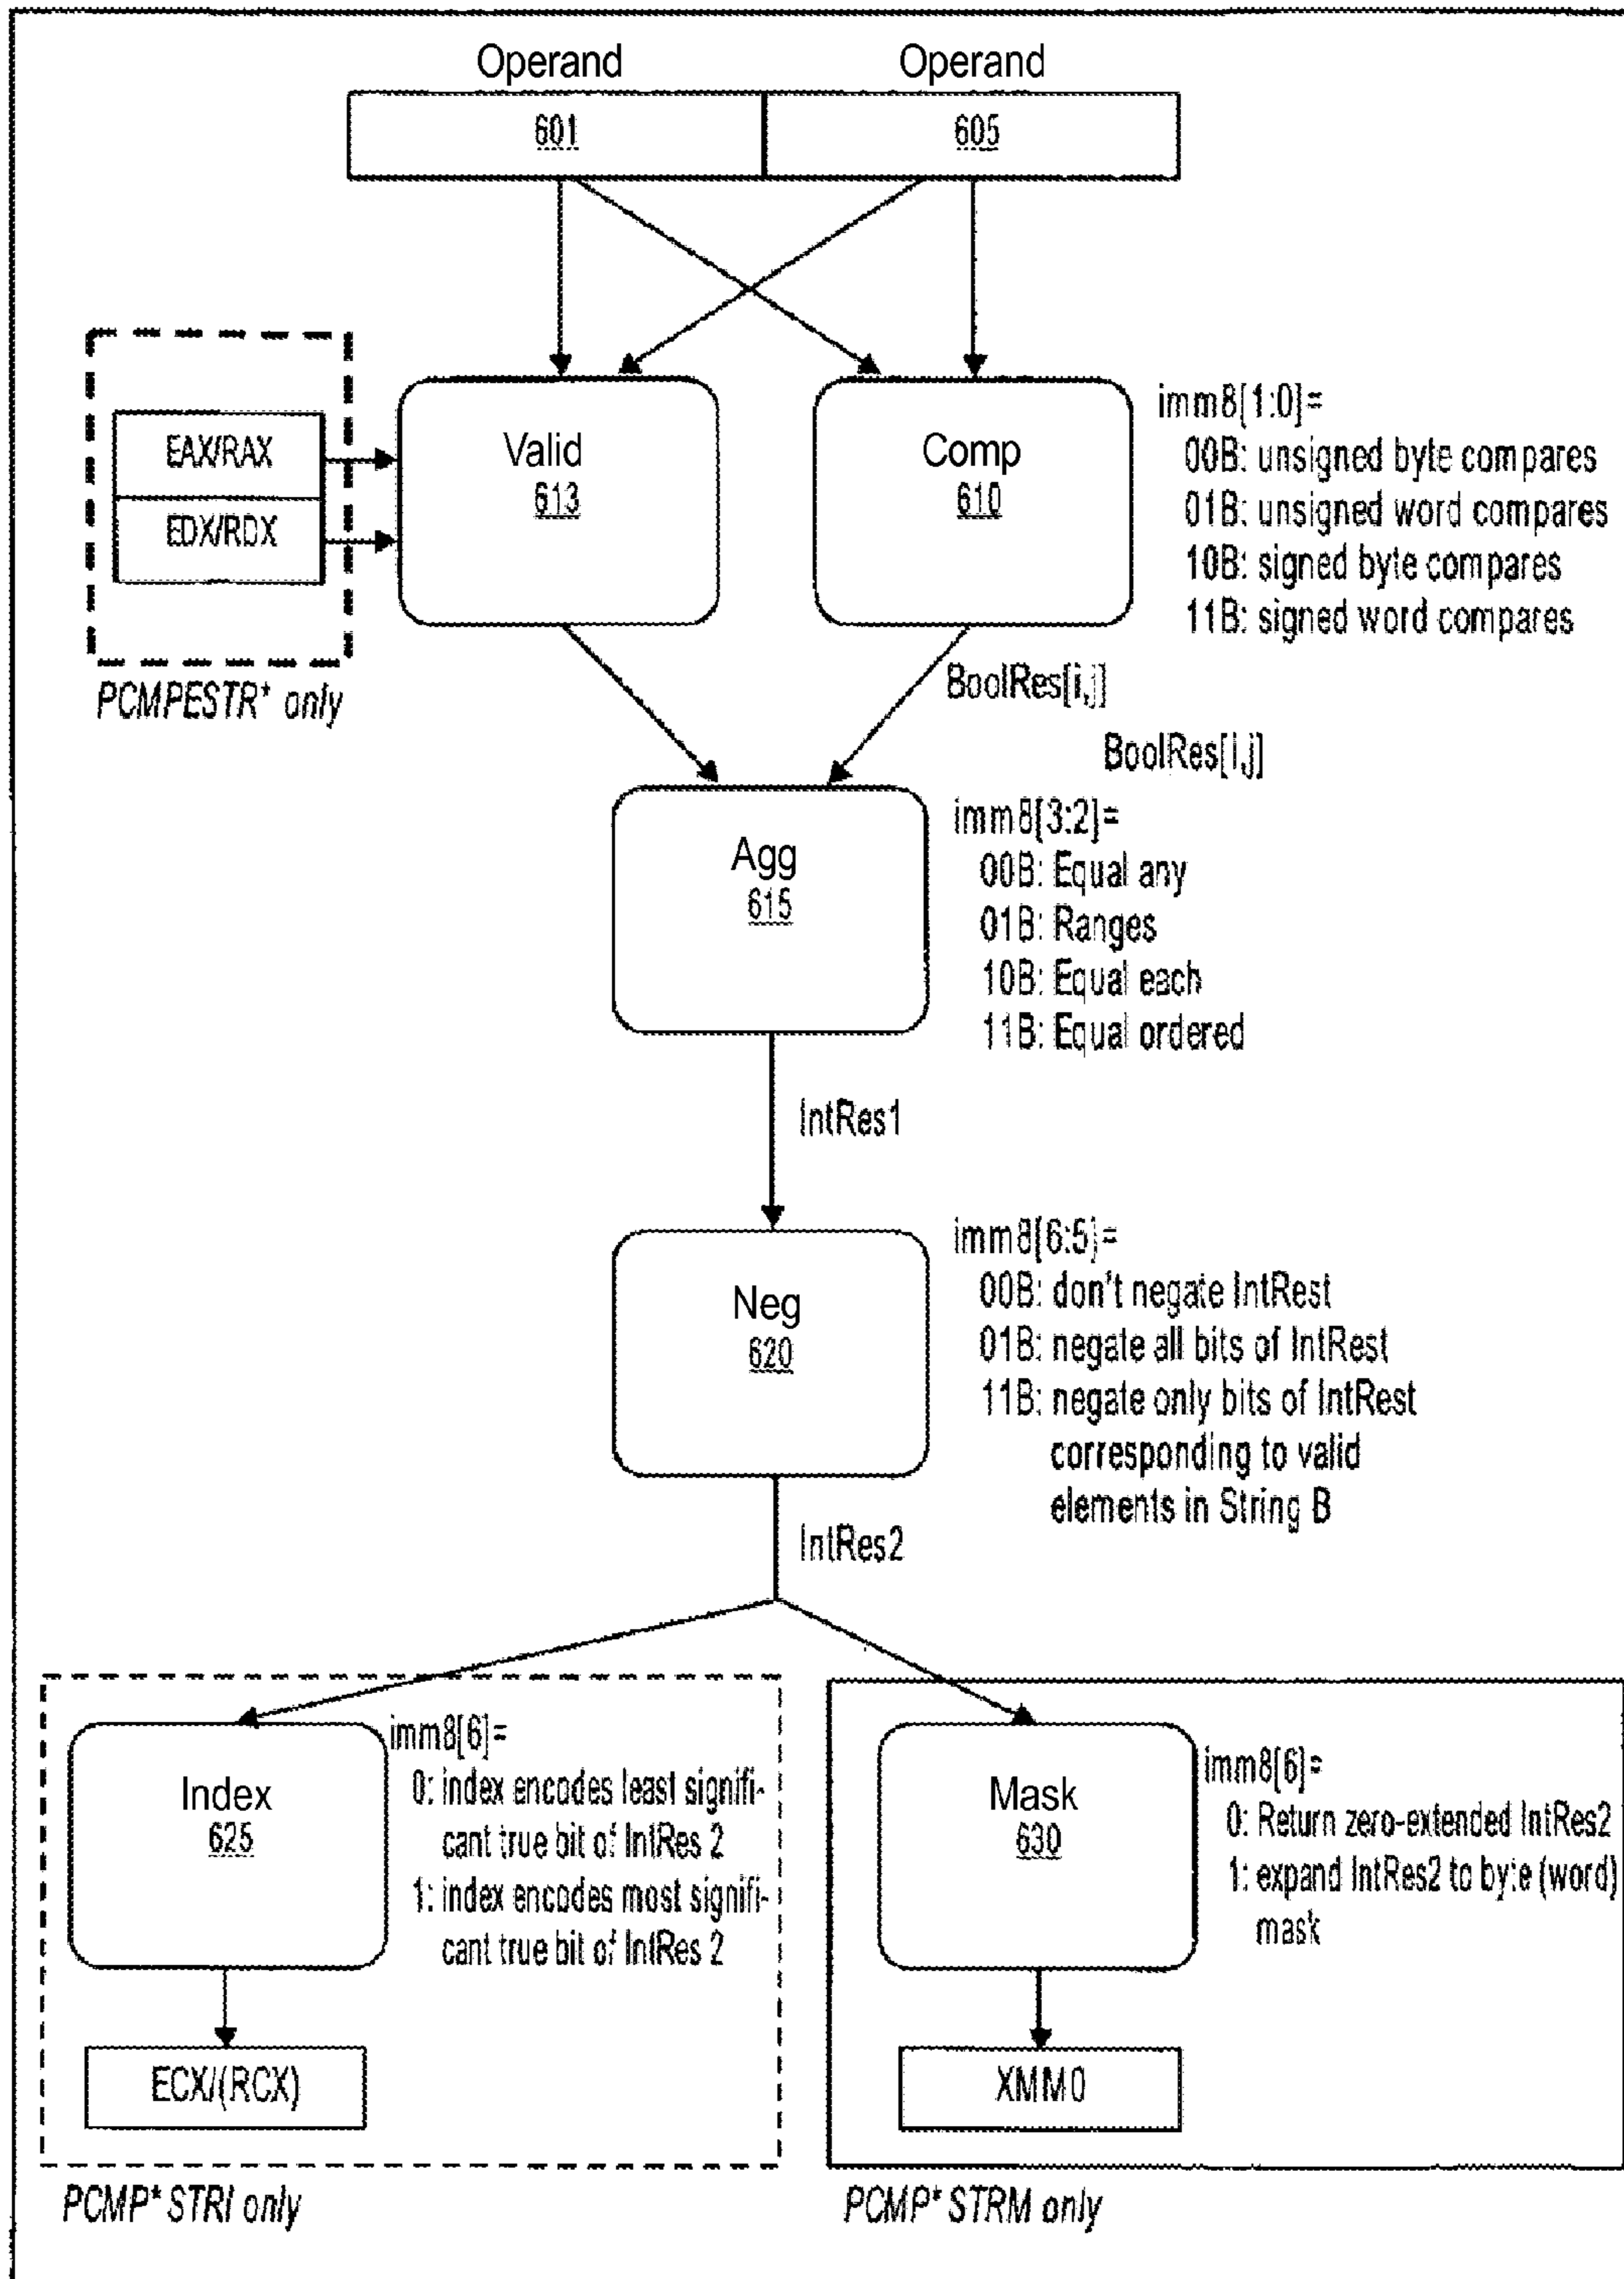 Operand Operand
601 605
Valid
613
Comp
610
EAX/RAX
EDX/RDX
PCMPESTR* only
imm8[1:0]=
00B: unsigned byte compares
01B: unsigned word compares
10B: signed byte compares
11B: signed word compares
BoolRes[i,j]
BoolRes[i,j]
Agg
615
imm8[3:2]=
00B: Equal any
01B: Ranges
10B: Equal each
11B: Equal ordered
IntRes1
Neg
620
imm8[6:5]=
00B: don't negate IntRest
01B: negate all bits of IntRest
11B: negate only bits of IntRest
corresponding to valid
elements in String B
IntRes2
Index
625
imm8[6]=
0: index encodes least signifi-
cant true bit of IntRes 2
1: index encodes most signifi-
cant true bit of IntRes 2
ECX/(RCX)
PCMP* STRI only
Mask
630
imm8[6]=
0: Return zero-extended IntRes2
1: expand IntRes2 to byte (word)
mask
XMM0
PCMP* STRM only